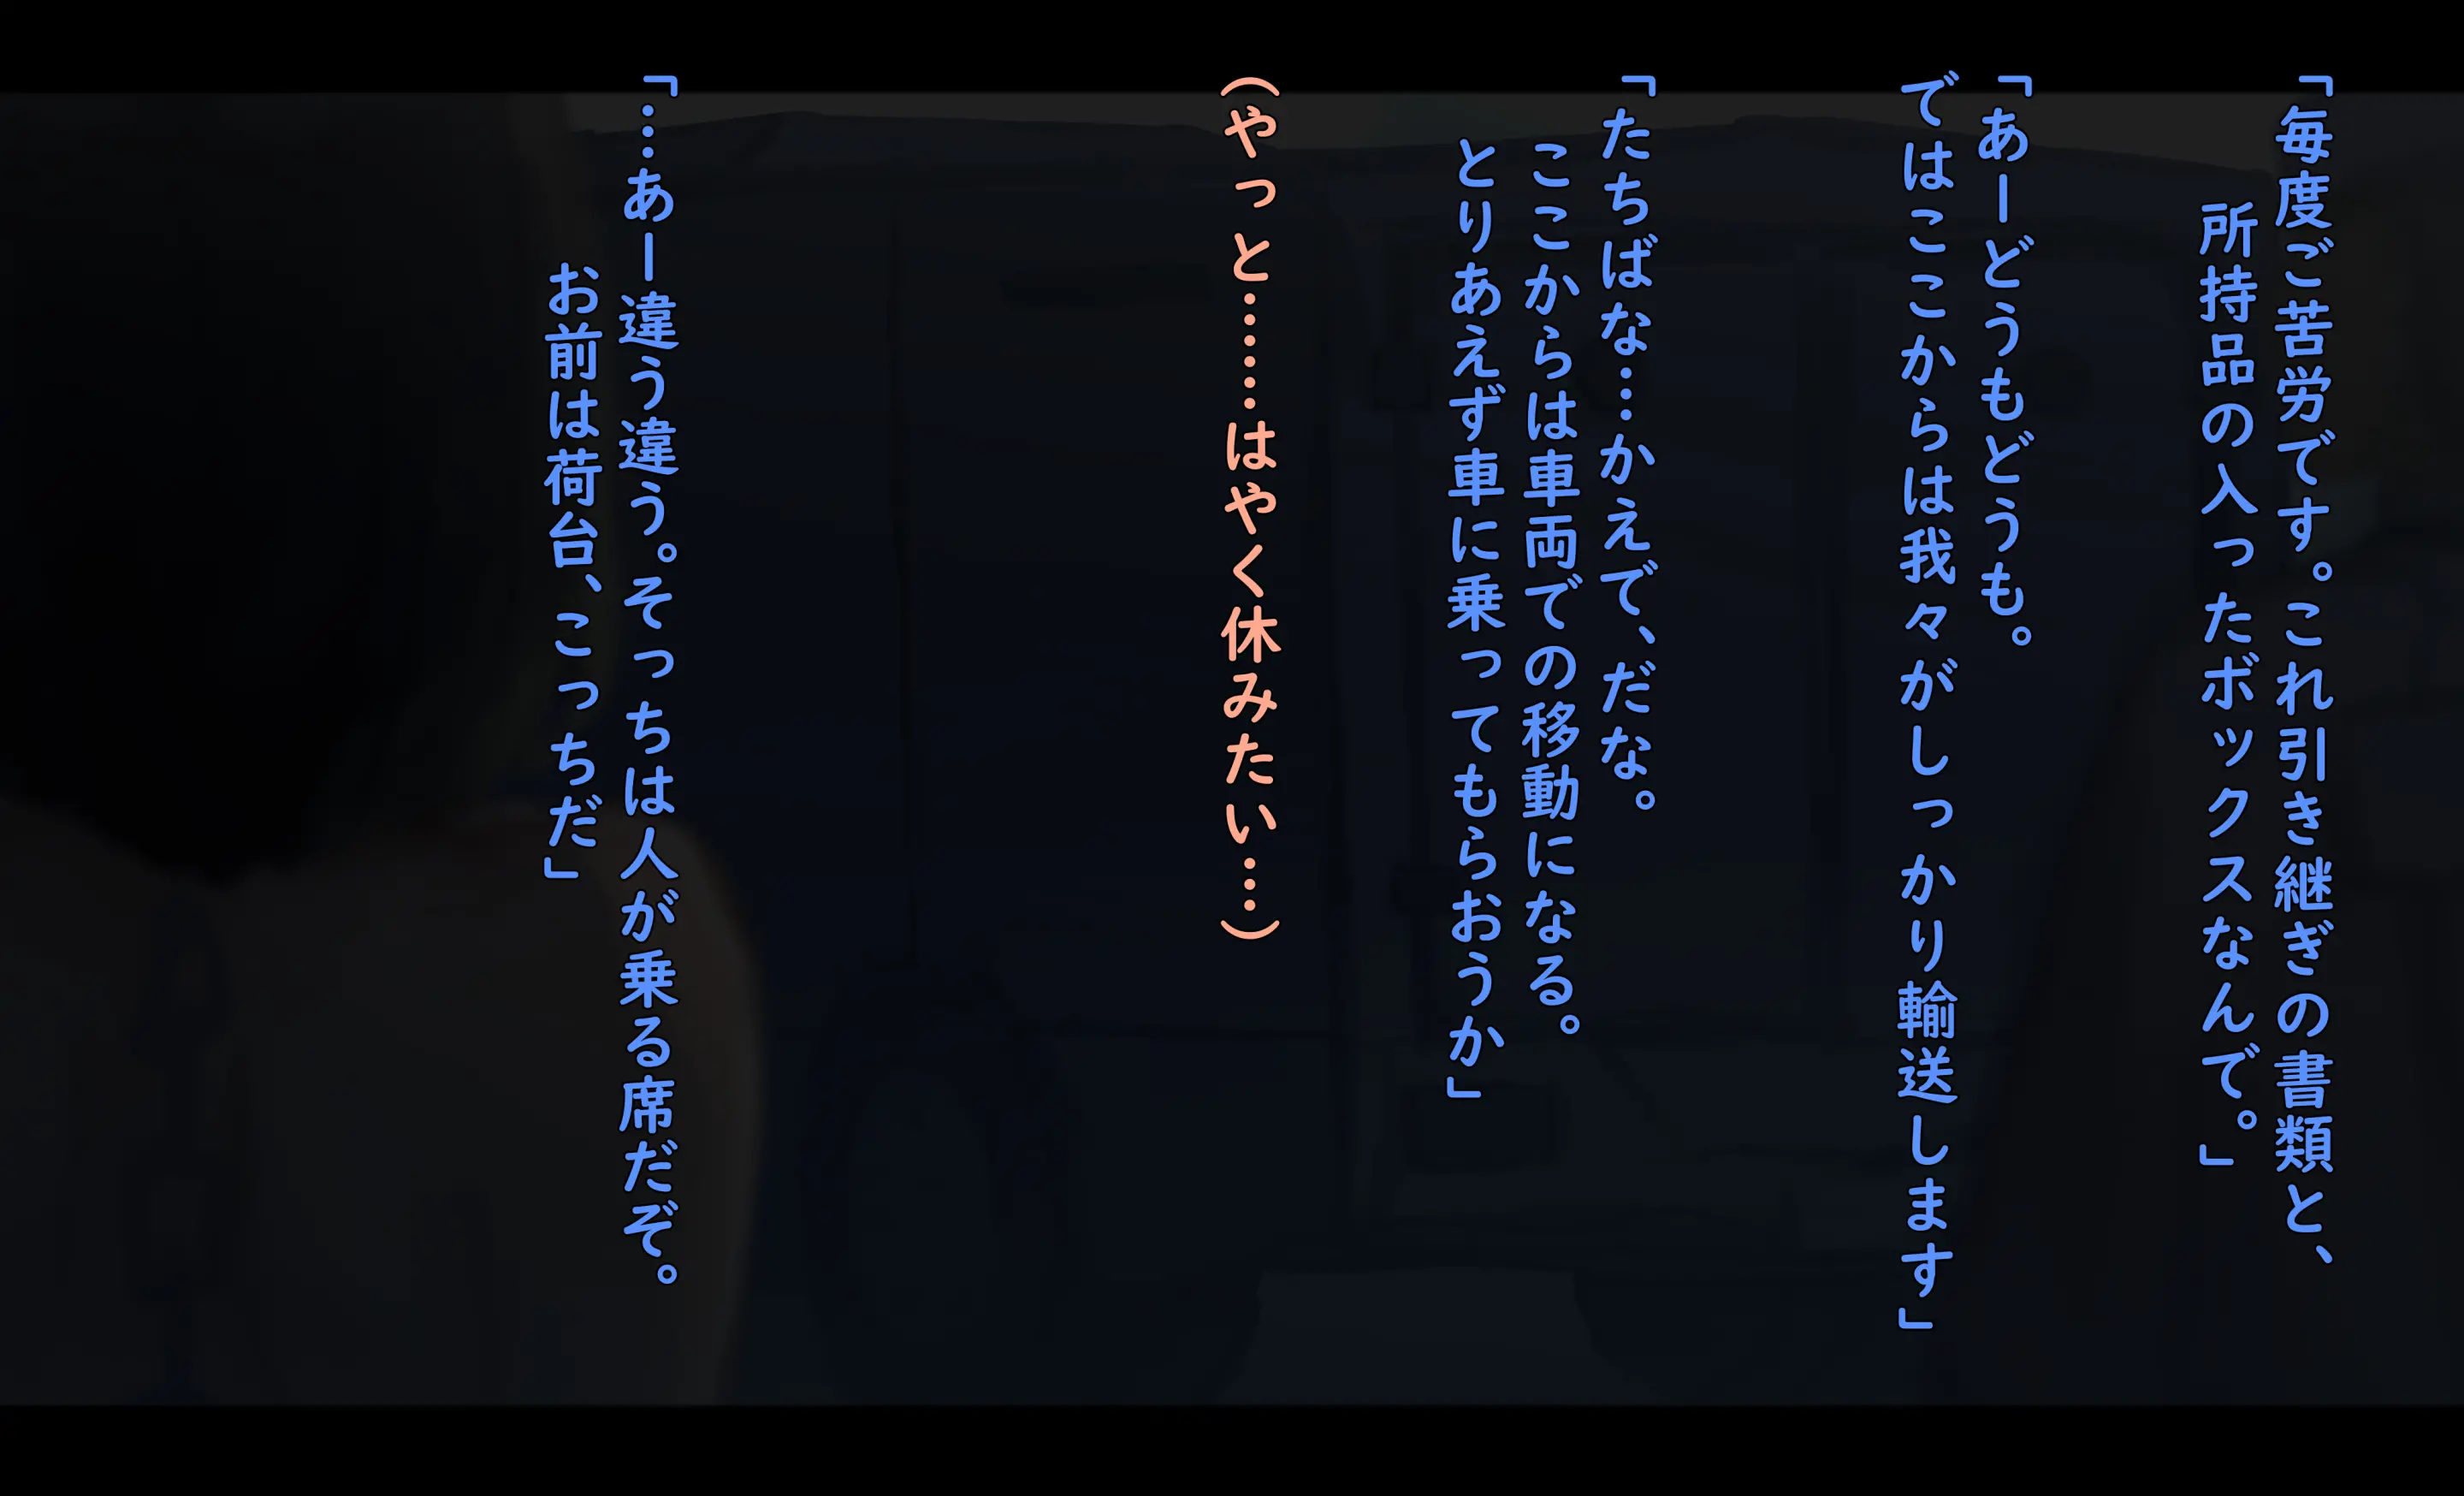 「毎度ご苦労です。これ引き継ぎの書類と、
所持品の入ったボックスなんで。」
「あーどうもどうも。
ではここからは我々がしっかり輸送します」
「たちばな…かえで、だな。
ここからは車両での移動になる。
とりあえず車に乗ってもらおうか」
(やっと……はやく休みたい…)
「…あー違う違う。そっちは人が乗る席だぞ。
お前は荷台、こっちだ」